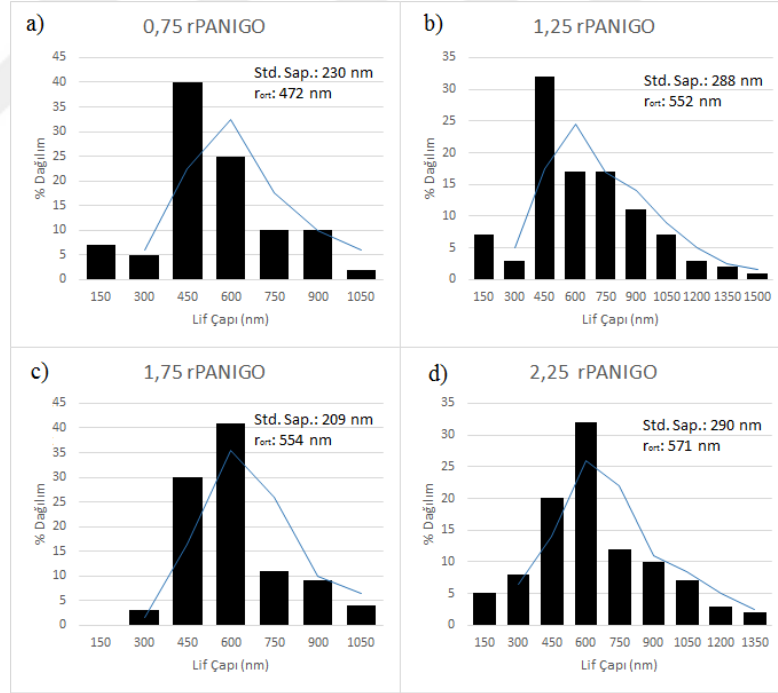 a)
0,75 rPANIGO
Std. Sap.: 230 nm
rort: 472 nm
% Dağılım
45
40
35
30
25
20
15
10
5
0
150 300 450 600 750 900 1050
Lif Çapı (nm)
b)
1,25 rPANIGO
Std. Sap.: 288 nm
rort: 552 nm
% Dağılım
35
30
25
20
15
10
5
0
150 300 450 600 750 900 1050 1200 1350 1500
Lif Çapı (nm)
c)
1,75 rPANIGO
Std. Sap.: 209 nm
rort: 554 nm
% Dağılım
45
40
35
30
25
20
15
10
5
0
150 300 450 600 750 900 1050
Lif Çapı (nm)
d)
2,25 rPANIGO
Std. Sap.: 290 nm
rort: 571 nm
% Dağılım
35
30
25
20
15
10
5
0
150 300 450 600 750 900 1050 1200 1350
Lif Çapı (nm)